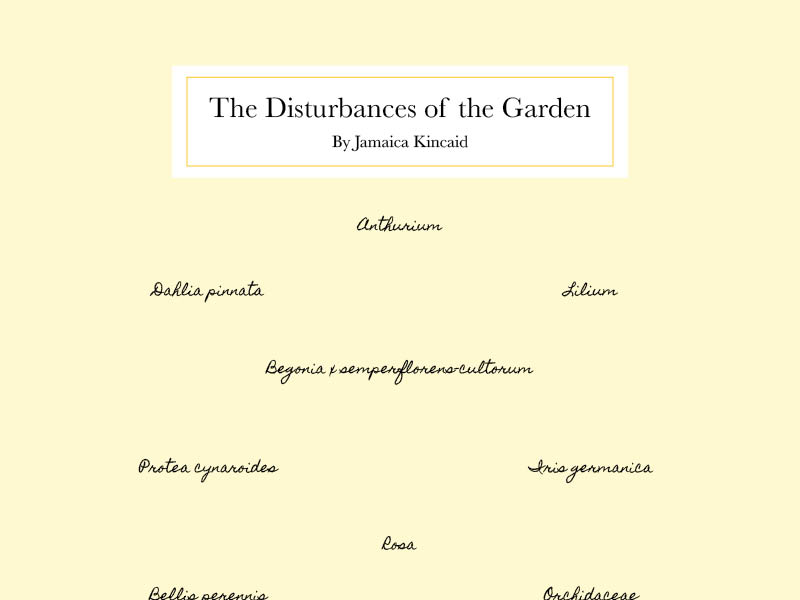 The Disturbances of the Garden
By Jamaica Kincaid
Anthurium
Dahlia pinnata
Lilium
Begonia x semperflorens-cultorum
Protea cynaroides
Iris germanica
Rosa
Bellis perennis
Orchidaceae